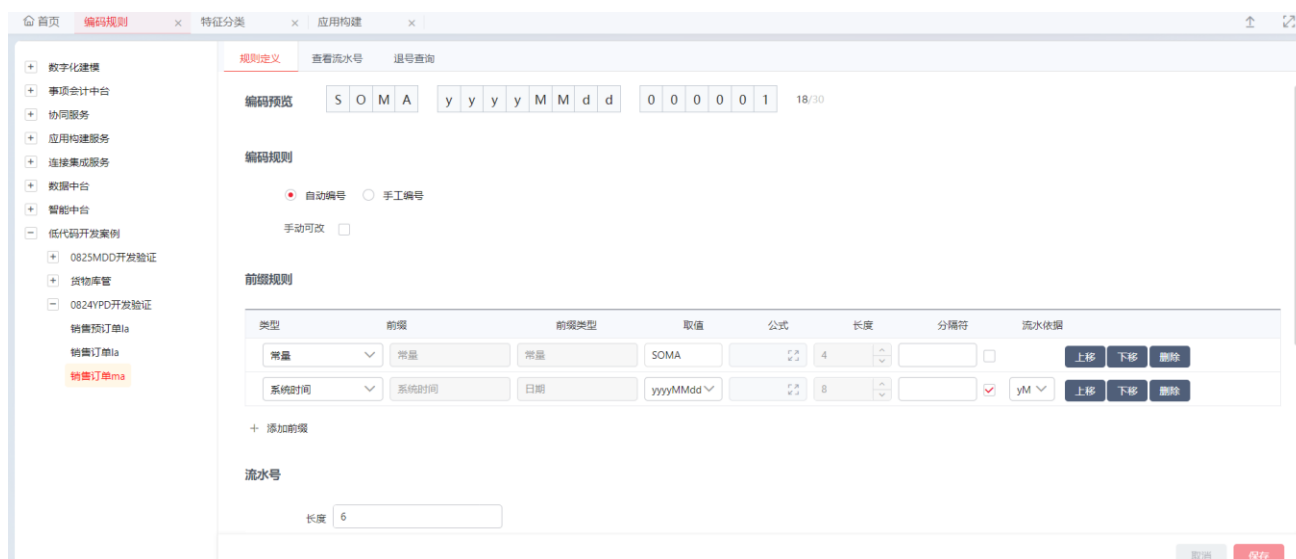 首页 编码规则 × 特征分类 × 应用构建 ×
规则定义 查看流水号 退号查询
数字化建模
事项会计中台
协同服务
应用构建服务
连接集成服务
数据中台
智能中台
低代码开发案例
0825MDD开发验证
货物库管
0824YPD开发验证
销售预订单la
销售订单la
销售订单ma
编码预览 S O M A y y y y M M d d 0 0 0 0 0 1 18/30
编码规则
自动编号 手工编号
手动可改
前缀规则
类型 前缀 前缀类型 取值 公式 长度 分隔符 流水依据
常量 常量 常量 SOMA 4 上移 下移 删除
系统时间 系统时间 日期 yyyyMMdd 8 yM 上移 下移 删除
+ 添加前缀
流水号
长度 6
取消 保存